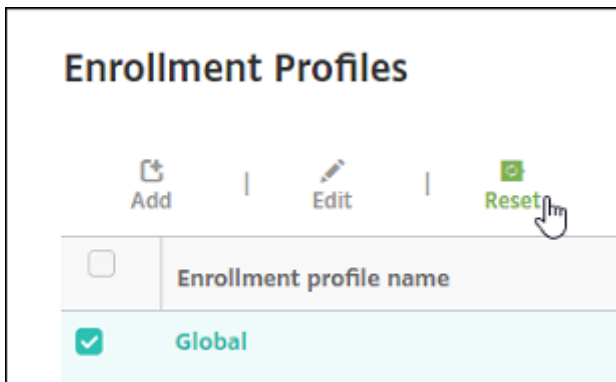 Enrollment Profiles
Add | Edit | Reset
Enrollment profile name
Global